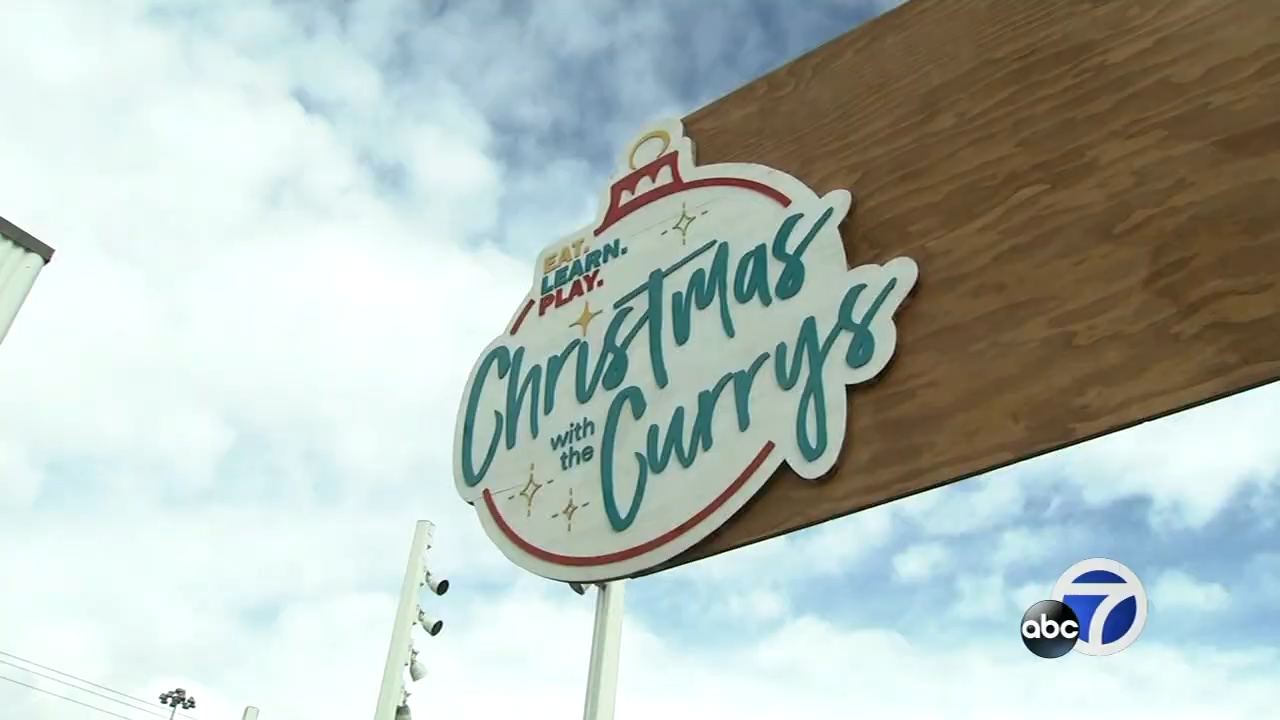 EAT.
LEARN.
PLAY.
Christmas
with
the
Currys
abc 7